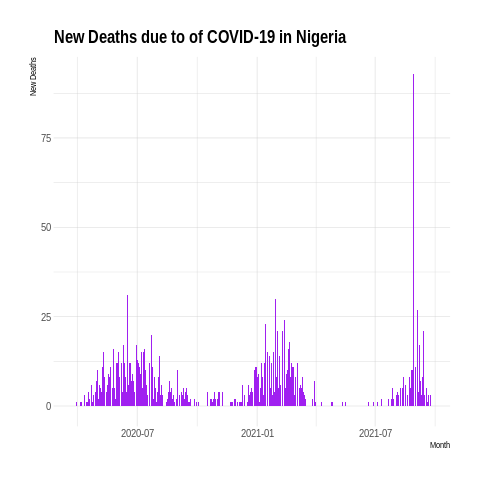 New Deaths due to of COVID-19 in Nigeria
New Deaths
75
50
25
0
2020-07
2021-01
2021-07
Month